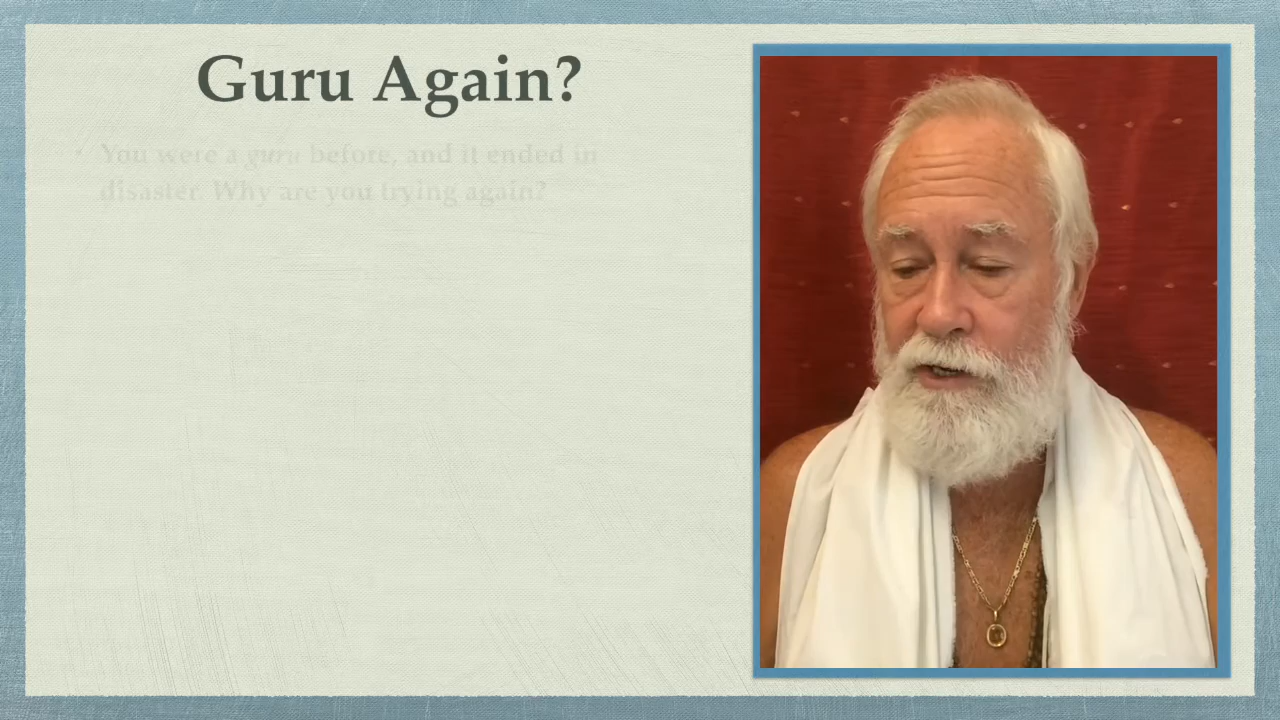 Guru Again?
• You were a guru before, and it ended in
disaster. Why are you trying again?